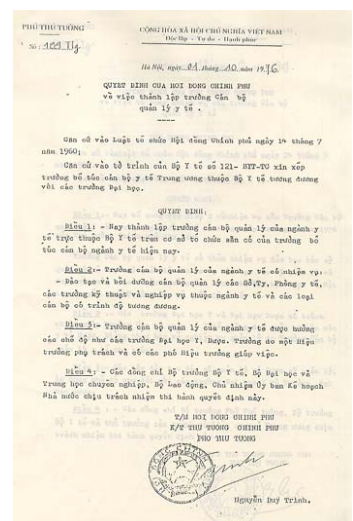 PHỦ THỦ TƯỚNG
CỘNG HÒA XÃ HỘI CHỦ NGHĨA VIỆT NAM
Độc lập - Tự do - Hạnh phúc
Số: 109 TTg
Hà Nội, ngày 01 tháng 10 năm 1976
QUYẾT ĐỊNH CỦA HỘI ĐỒNG CHÍNH PHỦ
về việc thành lập trường Cán bộ
quản lý y tế.
Căn cứ vào Luật tổ chức Hội đồng Chính phủ ngày 14 tháng 7
năm 1960;
Căn cứ vào tờ trình của Bộ Y tế số 121- BYT-TC xin xếp
trường bổ túc cán bộ y tế Trung ương thuộc Bộ Y tế tương đương
với các trường Đại học.
QUYẾT ĐỊNH:
Điều 1: - Nay thành lập trường cán bộ quản lý của ngành y
tế trực thuộc Bộ Y tế trên cơ sở tổ chức sẵn có của trường bổ
túc cán bộ ngành y tế hiện nay.
Điều 2:- Trường cán bộ quản lý của ngành y tế có nhiệm vụ:
- Đào tạo và bồi dưỡng cán bộ quản lý các Sở, Ty, Phòng y tế,
các trường kỹ thuật và nghiệp vụ thuộc ngành y tế và các loại
cán bộ có trình độ tương đương.
Điều 3:- Trường cán bộ quản lý của ngành y tế được hưởng
các chế độ như các trường Đại học Y, Dược. Trường do một Hiệu
trưởng phụ trách và có các phó Hiệu trưởng giúp việc.
Điều 4: - Các đồng chí Bộ trưởng Bộ Y tế, Bộ Đại học và
Trung học chuyên nghiệp, Bộ Lao động, Chủ nhiệm Ủy ban Kế hoạch
Nhà nước chịu trách nhiệm thi hành quyết định này.
T/M HỘI ĐỒNG CHÍNH PHỦ
K/T THỦ TƯỚNG CHÍNH PHỦ
PHÓ THỦ TƯỚNG
Nguyễn Duy Trinh.